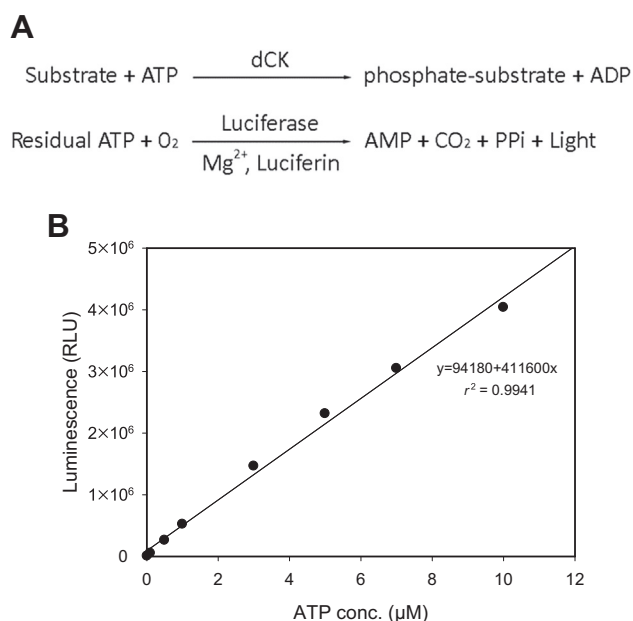 A
Substrate + ATP dCK phosphate-substrate + ADP
Residual ATP + O₂ Luciferase AMP + CO₂ + PPi + Light
Mg²⁺, Luciferin
B
5×10⁶
4×10⁶
3×10⁶
2×10⁶
1×10⁶
0
Luminescence (RLU)
y=94180+411600x
r² = 0.9941
0 2 4 6 8 10 12
ATP conc. (µM)